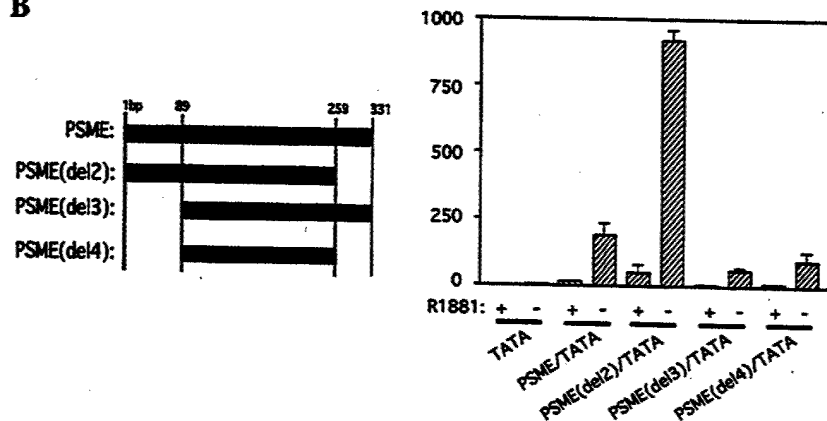 B
1bp 89 259 331
PSME:
PSME(del2):
PSME(del3):
PSME(del4):
1000
750
500
250
0
R1881: + - + - + - + - + -
TATA
PSME/TATA
PSME(del2)/TATA
PSME(del3)/TATA
PSME(del4)/TATA